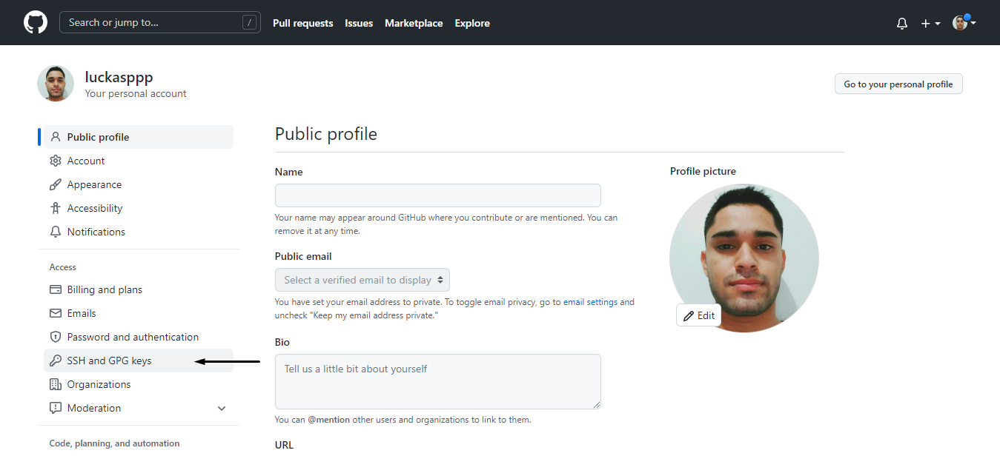 Search or jump to... /
Pull requests
Issues
Marketplace
Explore
luckasppp
Your personal account
Go to your personal profile
Public profile
Account
Appearance
Accessibility
Notifications
Access
Billing and plans
Emails
Password and authentication
SSH and GPG keys
Organizations
Moderation
Code, planning, and automation
Public profile
Name
Your name may appear around GitHub where you contribute or are mentioned. You can
remove it at any time.
Public email
Select a verified email to display
You have set your email address to private. To toggle email privacy, go to email settings and
uncheck "Keep my email address private."
Bio
Tell us a little bit about yourself
You can @mention other users and organizations to link to them.
URL
Profile picture
Edit